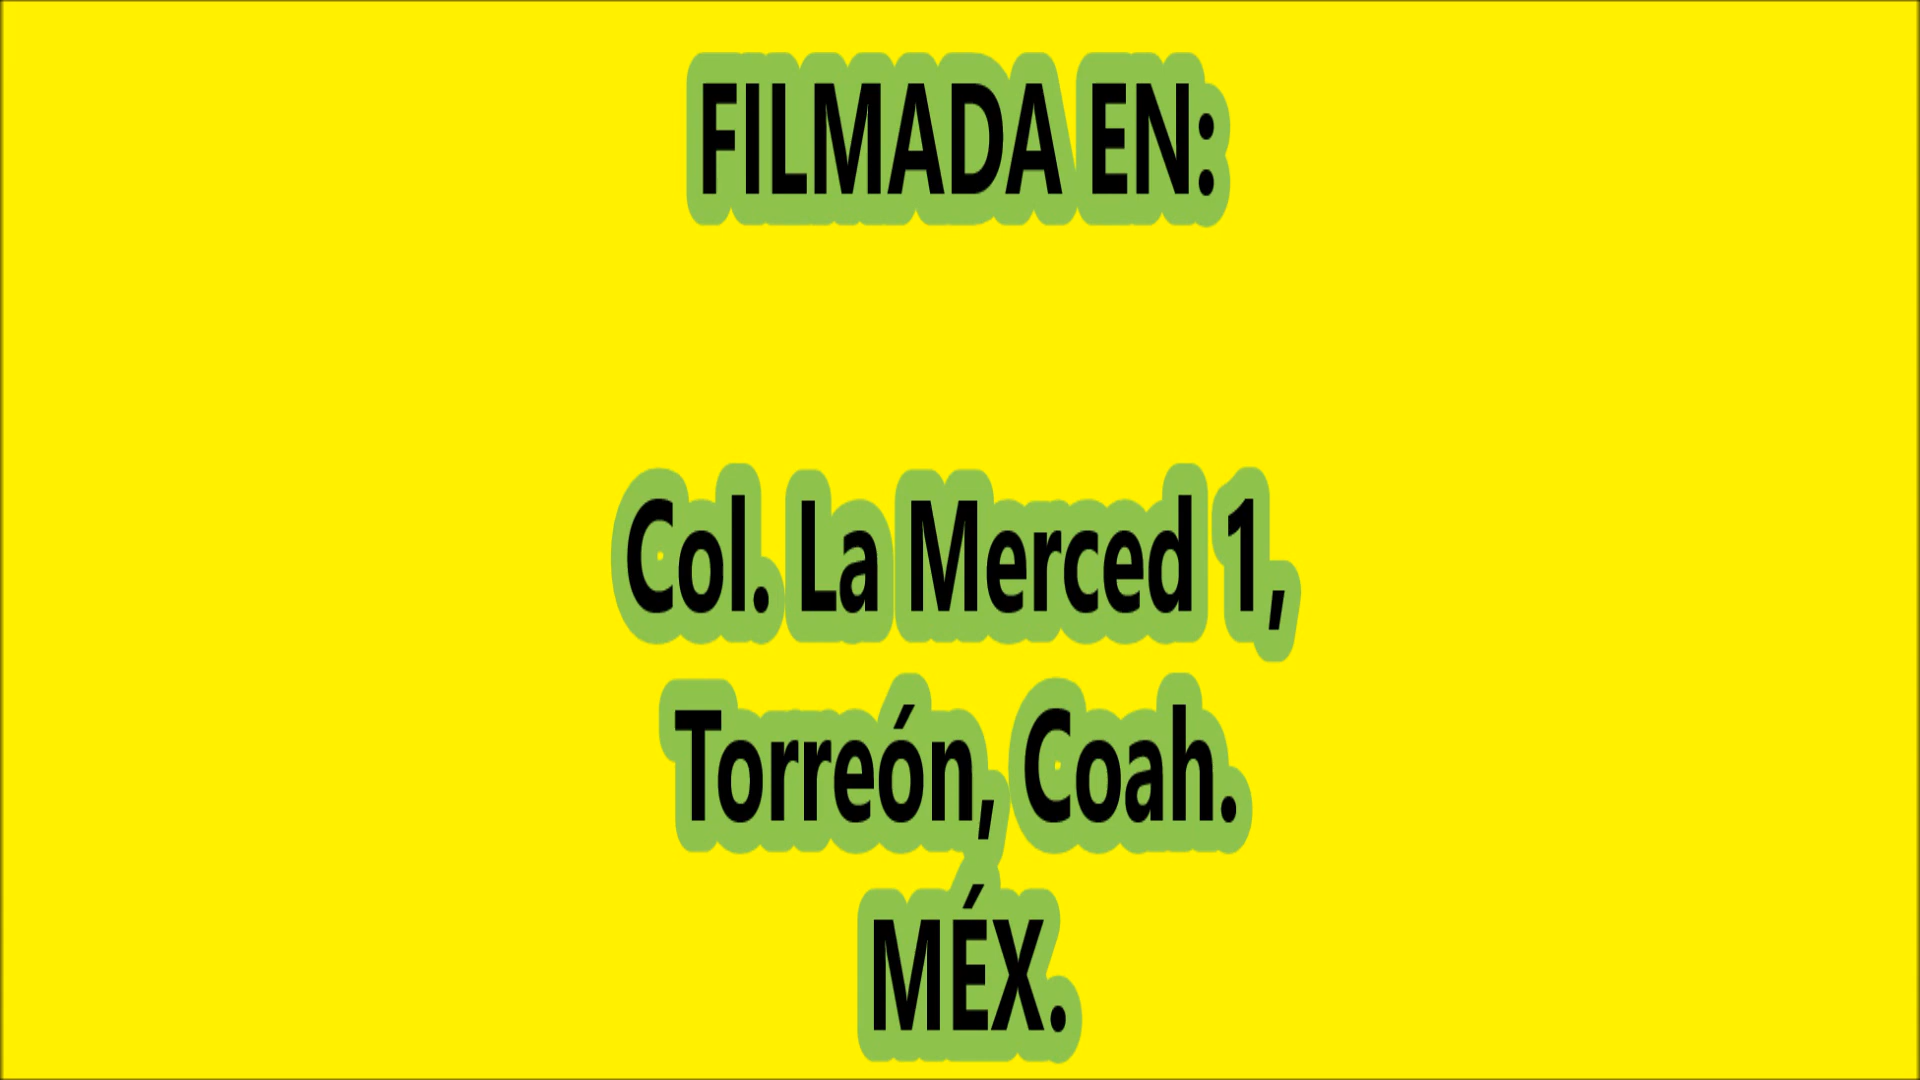 FILMADA EN:
Col. La Merced 1,
Torreón, Coah.
MÉX.